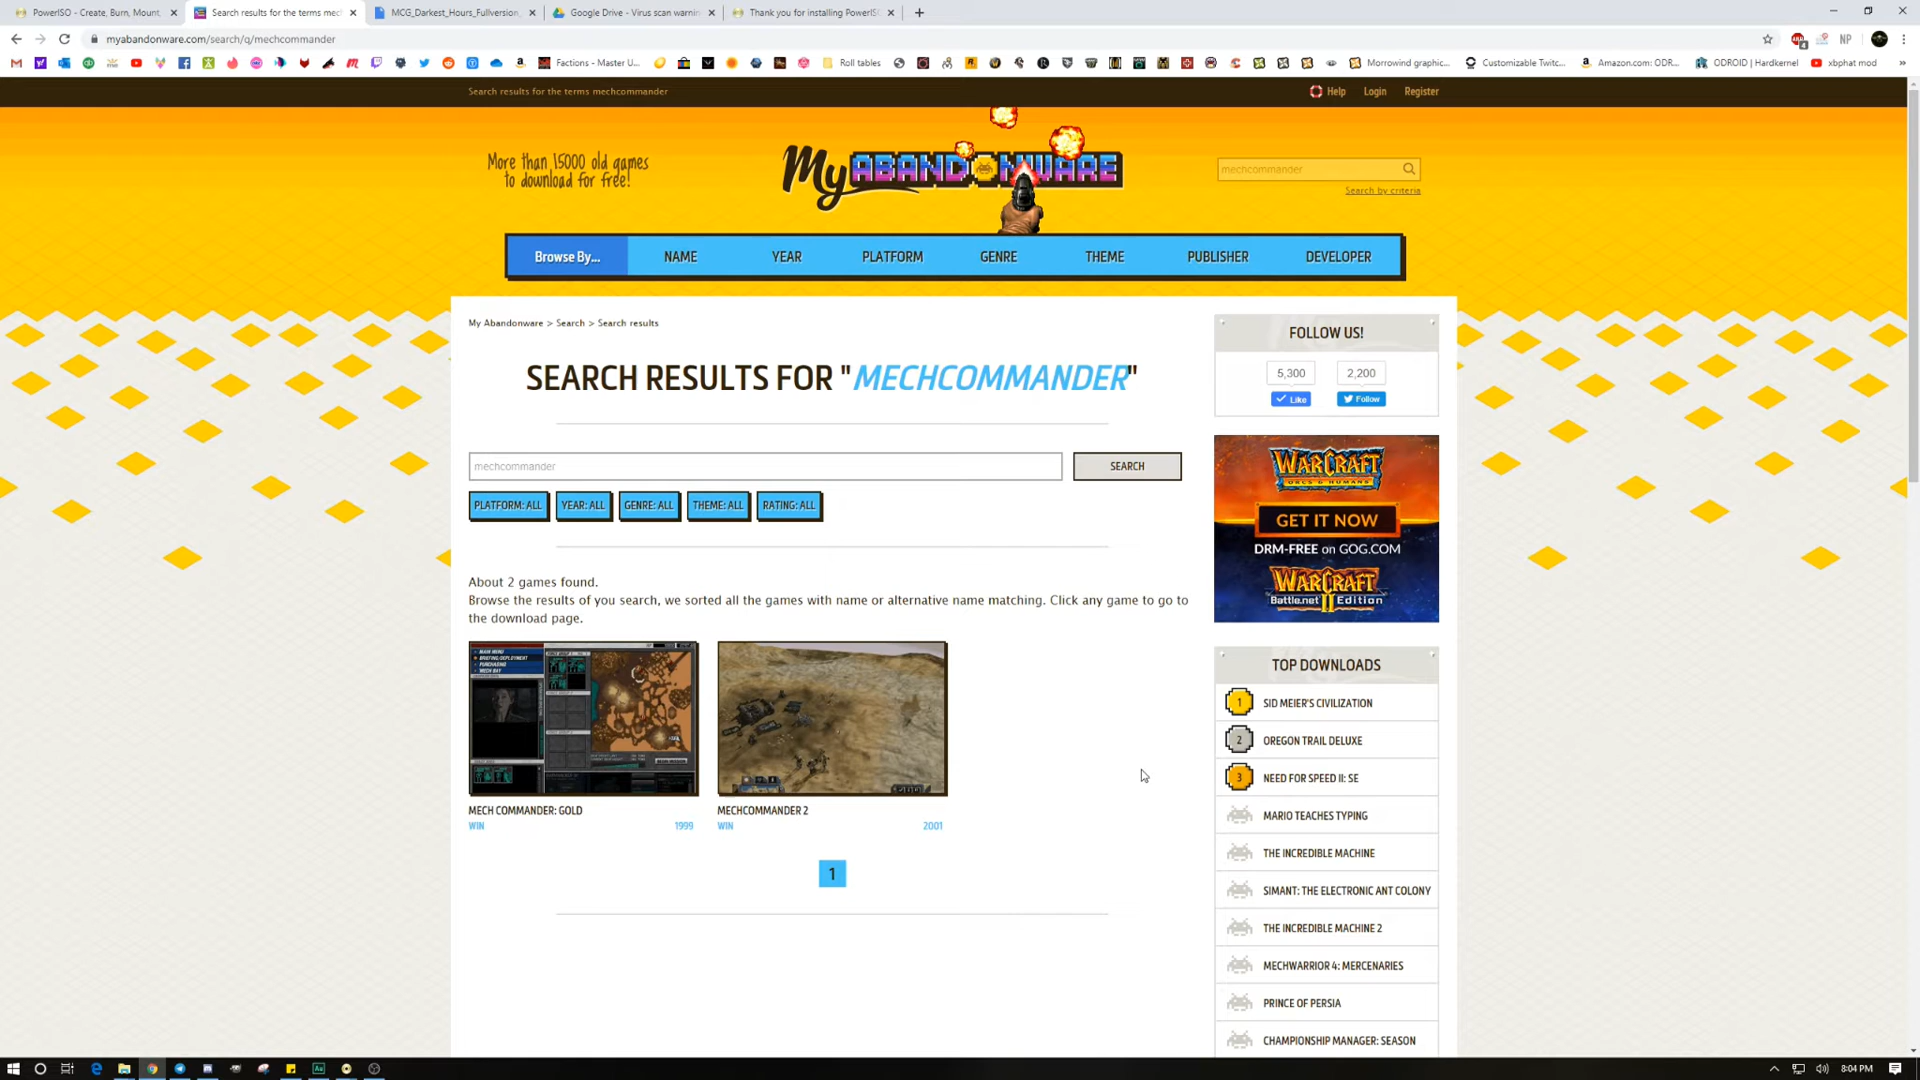 PowerISO - Create, Burn, Mount,
Search results for the terms mec
MCG_Darkest_Hours_Fullversion
Google Drive - Virus scan warnin
Thank you for installing PowerIS
myabandonware.com/search/q/mechcommander
NP
Factions - Master U...
Roll tables
Morrowind graphic...
Customizable Twitc...
Amazon.com: ODR...
ODROID | Hardkernel
xbphat mod
Search results for the terms mechcommander
Help
Login
Register
More than 15000 old games
to download for free!
My ABANDONWARE
mechcommander
Search by criteria
Browse By...
NAME
YEAR
PLATFORM
GENRE
THEME
PUBLISHER
DEVELOPER
My Abandonware > Search > Search results
SEARCH RESULTS FOR "MECHCOMMANDER"
mechcommander
SEARCH
PLATFORM: ALL
YEAR: ALL
GENRE: ALL
THEME: ALL
RATING: ALL
About 2 games found.
Browse the results of you search, we sorted all the games with name or alternative name matching. Click any game to go to
the download page.
MECH COMMANDER: GOLD
WIN
1999
MECHCOMMANDER 2
WIN
2001
1
FOLLOW US!
5,300
2,200
Like
Follow
WARCRAFT
ORCS & HUMANS
GET IT NOW
DRM-FREE on GOG.COM
WARCRAFT II
Battle.net Edition
TOP DOWNLOADS
1 SID MEIER'S CIVILIZATION
2 OREGON TRAIL DELUXE
3 NEED FOR SPEED II: SE
MARIO TEACHES TYPING
THE INCREDIBLE MACHINE
SIMANT: THE ELECTRONIC ANT COLONY
THE INCREDIBLE MACHINE 2
MECHWARRIOR 4: MERCENARIES
PRINCE OF PERSIA
CHAMPIONSHIP MANAGER: SEASON
8:04 PM